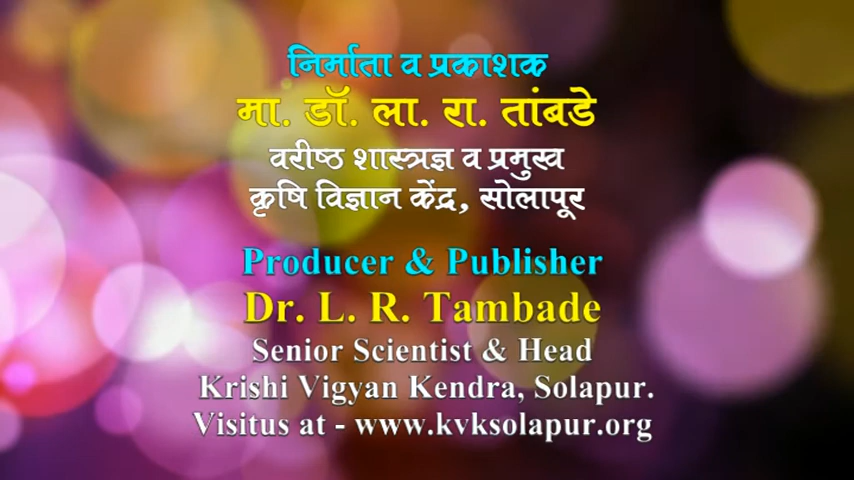 निर्माता व प्रकाशक
मा. डॉ. ला. रा. तांबडे
वरीष्ठ शास्त्रज्ञ व प्रमुख
कृषि विज्ञान केंद्र, सोलापूर
Producer & Publisher
Dr. L. R. Tambade
Senior Scientist & Head
Krishi Vigyan Kendra, Solapur.
Visitus at - www.kvksolapur.org